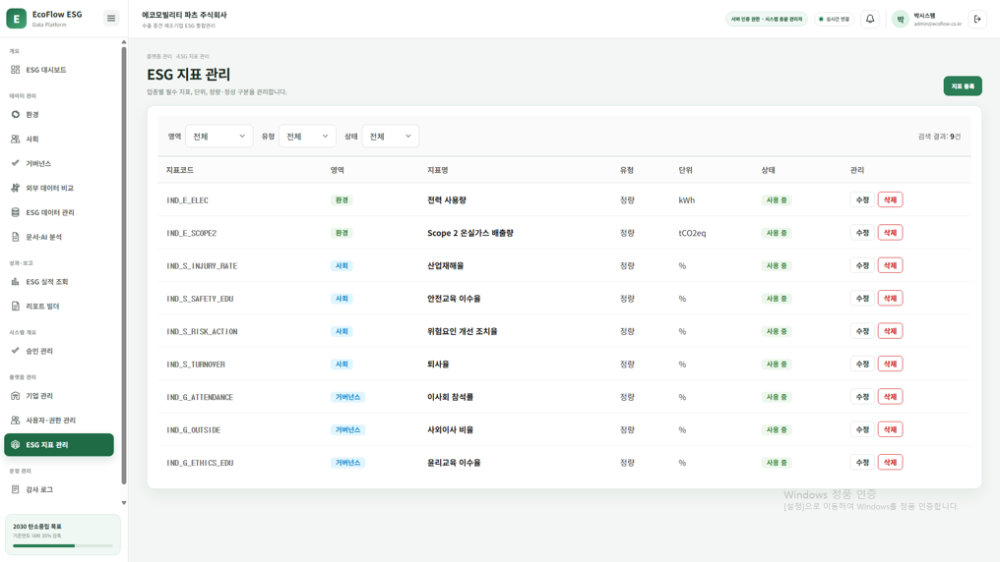 E
EcoFlow ESG
Data Platform
에코모빌리티 파츠 주식회사
수출 중견 제조기업 ESG 통합관리
서버 인증 권한 · 시스템 총괄 관리자
실시간 연결
박
박시스템
admin@ecoflow.co.kr
개요
ESG 대시보드
데이터 관리
환경
사회
거버넌스
외부 데이터 비교
ESG 데이터 관리
문서·AI 분석
성과·보고
ESG 실적 조회
리포트 빌더
시스템 개요
승인 관리
플랫폼 관리
기업 관리
사용자·권한 관리
ESG 지표 관리
운영 관리
감사 로그
2030 탄소중립 목표
기준연도 대비 50% 감축
플랫폼 관리 · ESG 지표 관리
ESG 지표 관리
업종별 필수 지표, 단위, 정량·정성 구분을 관리합니다.
지표 등록
영역 전체 유형 전체 상태 전체 검색 결과: 9건
지표코드 영역 지표명 유형 단위 상태 관리
IND_E_ELEC 환경 전력 사용량 정량 kWh 사용 중 수정 삭제
IND_E_SCOPE2 환경 Scope 2 온실가스 배출량 정량 tCO2eq 사용 중 수정 삭제
IND_S_INJURY_RATE 사회 산업재해율 정량 % 사용 중 수정 삭제
IND_S_SAFETY_EDU 사회 안전교육 이수율 정량 % 사용 중 수정 삭제
IND_S_RISK_ACTION 사회 위험요인 개선 조치율 정량 % 사용 중 수정 삭제
IND_S_TURNOVER 사회 퇴사율 정량 % 사용 중 수정 삭제
IND_G_ATTENDANCE 거버넌스 이사회 참석률 정량 % 사용 중 수정 삭제
IND_G_OUTSIDE 거버넌스 사외이사 비율 정량 % 사용 중 수정 삭제
IND_G_ETHICS_EDU 거버넌스 윤리교육 이수율 정량 % 사용 중 수정 삭제
Windows 정품 인증
[설정]으로 이동하여 Windows를 정품 인증합니다.